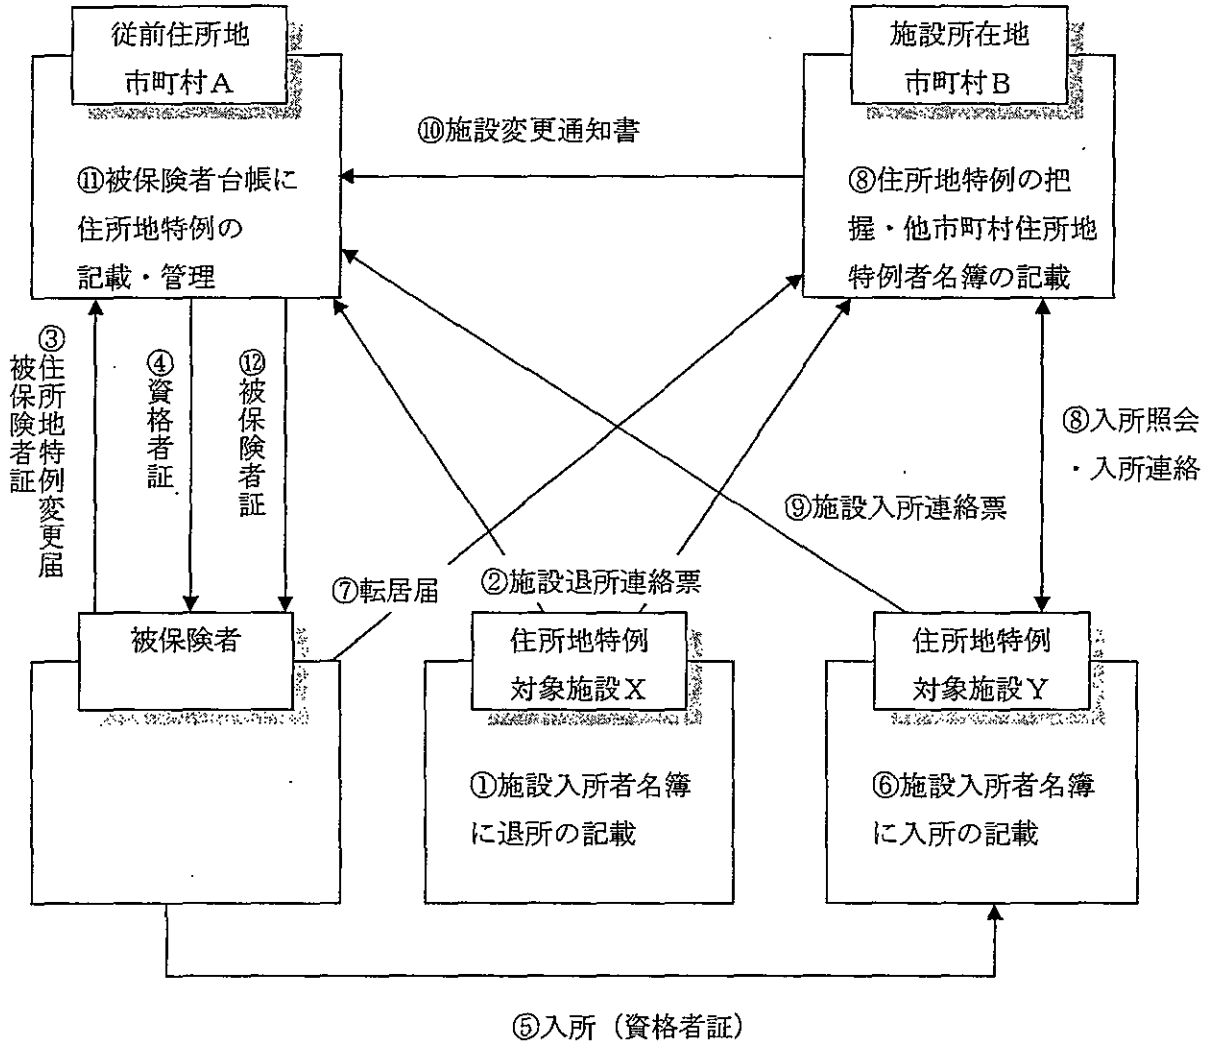 従前住所地
市町村A
施設所在地
市町村B
⑩施設変更通知書
⑪被保険者台帳に
住所地特例の
記載・管理
⑧住所地特例の把
握・他市町村住所地
特例者名簿の記載
③住所地特例変更届
被保険者証
④資格者証
⑫被保険者証
⑧入所照会
・入所連絡
⑨施設入所連絡票
⑦転居届
②施設退所連絡票
被保険者
住所地特例
対象施設X
住所地特例
対象施設Y
①施設入所者名簿
に退所の記載
⑥施設入所者名簿
に入所の記載
⑤入所（資格者証）